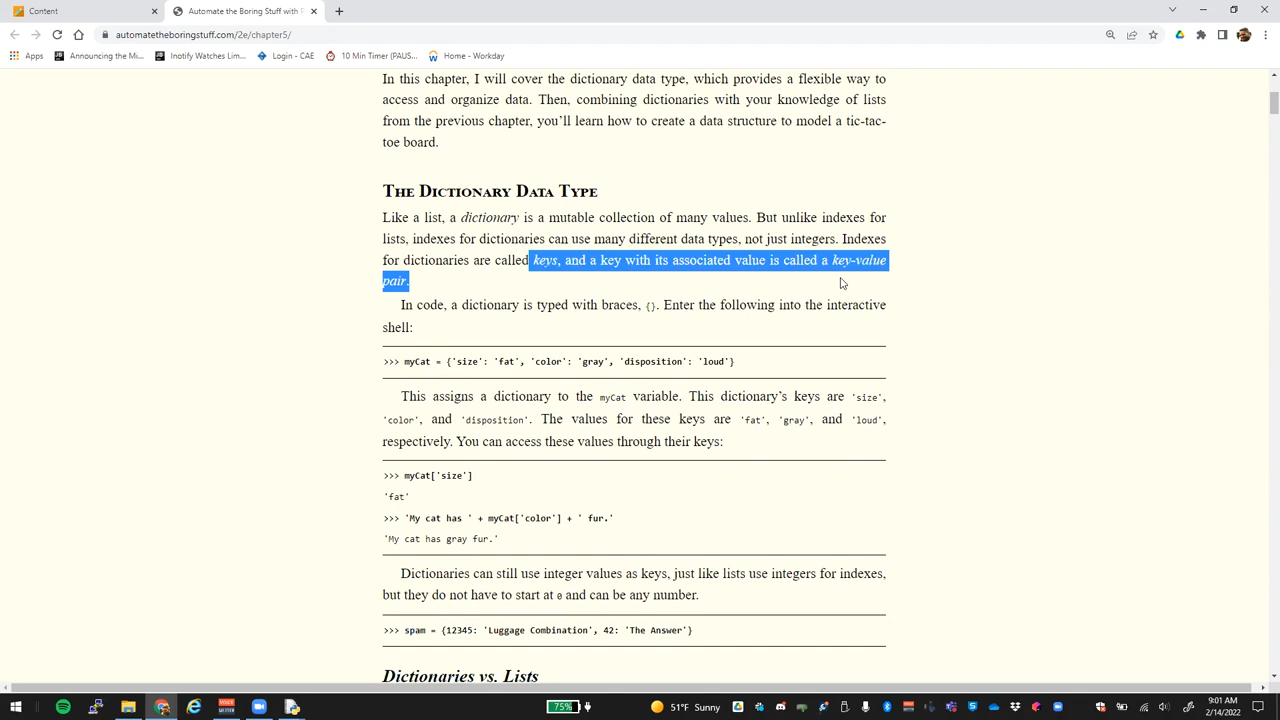 Content
Automate the Boring Stuff with P
automatetheboringstuff.com/2e/chapter5/
Apps
Announcing the Mi...
Inotify Watches Lim...
Login - CAE
10 Min Timer (PAUS...
Home - Workday
In this chapter, I will cover the dictionary data type, which provides a flexible way to
access and organize data. Then, combining dictionaries with your knowledge of lists
from the previous chapter, you’ll learn how to create a data structure to model a tic-tac-
toe board.
The Dictionary Data Type
Like a list, a dictionary is a mutable collection of many values. But unlike indexes for
lists, indexes for dictionaries can use many different data types, not just integers. Indexes
for dictionaries are called keys, and a key with its associated value is called a key-value
pair.
In code, a dictionary is typed with braces, {}. Enter the following into the interactive
shell:
>>> myCat = {'size': 'fat', 'color': 'gray', 'disposition': 'loud'}
This assigns a dictionary to the myCat variable. This dictionary’s keys are 'size',
'color', and 'disposition'. The values for these keys are 'fat', 'gray', and 'loud',
respectively. You can access these values through their keys:
>>> myCat['size']
'fat'
>>> 'My cat has ' + myCat['color'] + ' fur.'
'My cat has gray fur.'
Dictionaries can still use integer values as keys, just like lists use integers for indexes,
but they do not have to start at 0 and can be any number.
>>> spam = {12345: 'Luggage Combination', 42: 'The Answer'}
Dictionaries vs. Lists
75%
51°F Sunny
9:01 AM
2/14/2022